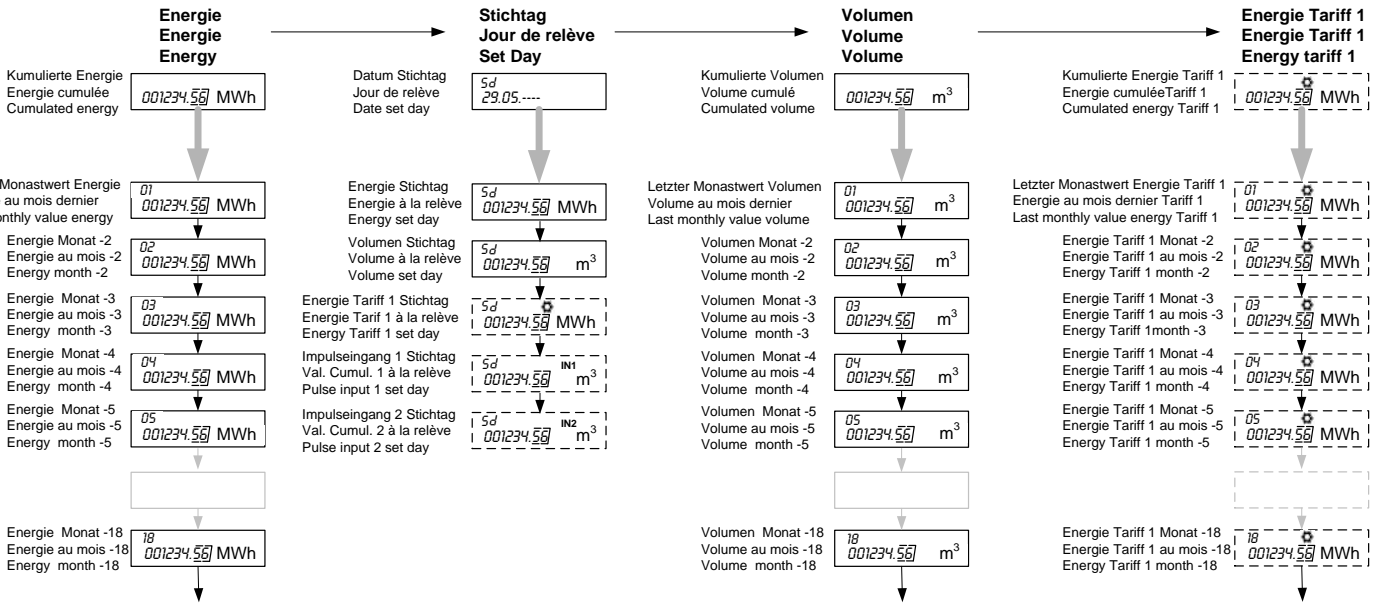 Energie
Energie
Energy
Kumulierte Energie
Energie cumulée
Cumulated energy
001234.56 MWh
Monastwert Energie
au mois dernier
monthly value energy
01
001234.56 MWh
Energie Monat -2
Energie au mois -2
Energy month -2
02
001234.56 MWh
Energie Monat -3
Energie au mois -3
Energy month -3
03
001234.56 MWh
Energie Monat -4
Energie au mois -4
Energy month -4
04
001234.56 MWh
Energie Monat -5
Energie au mois -5
Energy month -5
05
001234.56 MWh
Energie Monat -18
Energie au mois -18
Energy month -18
18
001234.56 MWh
Stichtag
Jour de relève
Set Day
Datum Stichtag
Jour de relève
Date set day
Sd
29.05.----
Energie Stichtag
Energie à la relève
Energy set day
Sd
001234.56 MWh
Volumen Stichtag
Volume à la relève
Volume set day
Sd
001234.56 m³
Energie Tariff 1 Stichtag
Energie Tarif 1 à la relève
Energy Tariff 1 set day
Sd
001234.56 MWh
Impulseingang 1 Stichtag
Val. Cumul. 1 à la relève
Pulse input 1 set day
Sd IN1
001234.56 m³
Impulseingang 2 Stichtag
Val. Cumul. 2 à la relève
Pulse input 2 set day
Sd IN2
001234.56 m³
Volumen
Volume
Volume
Kumulierte Volumen
Volume cumulé
Cumulated volume
001234.56 m³
Letzter Monastwert Volumen
Volume au mois dernier
Last monthly value volume
01
001234.56 m³
Volumen Monat -2
Volume au mois -2
Volume month -2
02
001234.56 m³
Volumen Monat -3
Volume au mois -3
Volume month -3
03
001234.56 m³
Volumen Monat -4
Volume au mois -4
Volume month -4
04
001234.56 m³
Volumen Monat -5
Volume au mois -5
Volume month -5
05
001234.56 m³
Volumen Monat -18
Volume au mois -18
Volume month -18
18
001234.56 m³
Energie Tariff 1
Energie Tariff 1
Energy tariff 1
Kumulierte Energie Tariff 1
Energie cumuléeTariff 1
Cumulated energy Tariff 1
001234.56 MWh
Letzter Monastwert Energie Tariff 1
Energie au mois dernier Tariff 1
Last monthly value energy Tariff 1
01
001234.56 MWh
Energie Tariff 1 Monat -2
Energie Tariff 1 au mois -2
Energy Tariff 1 month -2
02
001234.56 MWh
Energie Tariff 1 Monat -3
Energie Tariff 1 au mois -3
Energy Tariff 1month -3
03
001234.56 MWh
Energie Tariff 1 Monat -4
Energie Tariff 1 au mois -4
Energy Tariff 1 month -4
04
001234.56 MWh
Energie Tariff 1 Monat -5
Energie Tariff 1 au mois -5
Energy Tariff 1 month -5
05
001234.56 MWh
Energie Tariff 1 Monat -18
Energie Tariff 1 au mois -18
Energy Tariff 1 month -18
18
001234.56 MWh